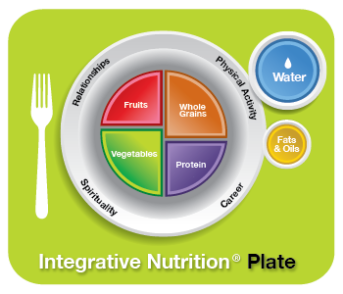 Relationships
Physical Activity
Water
Fruits
Whole
Grains
Fats
& Oils
Vegetables
Protein
Spirituality
Career
Integrative Nutrition® Plate